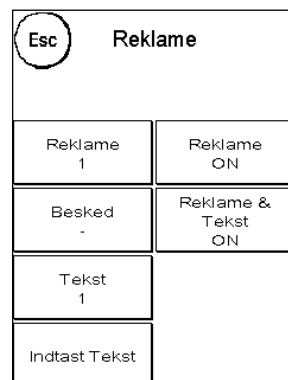 Esc Reklame
Reklame
1
Reklame
ON
Besked
-
Reklame &
Tekst
ON
Tekst
1
Indtast Tekst